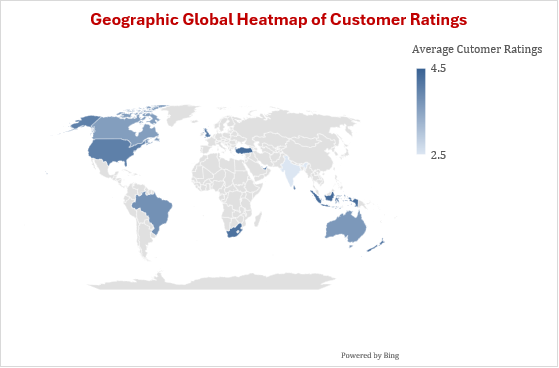 Geographic Global Heatmap of Customer Ratings
Average Cutomer Ratings
4.5
2.5
Powered by Bing